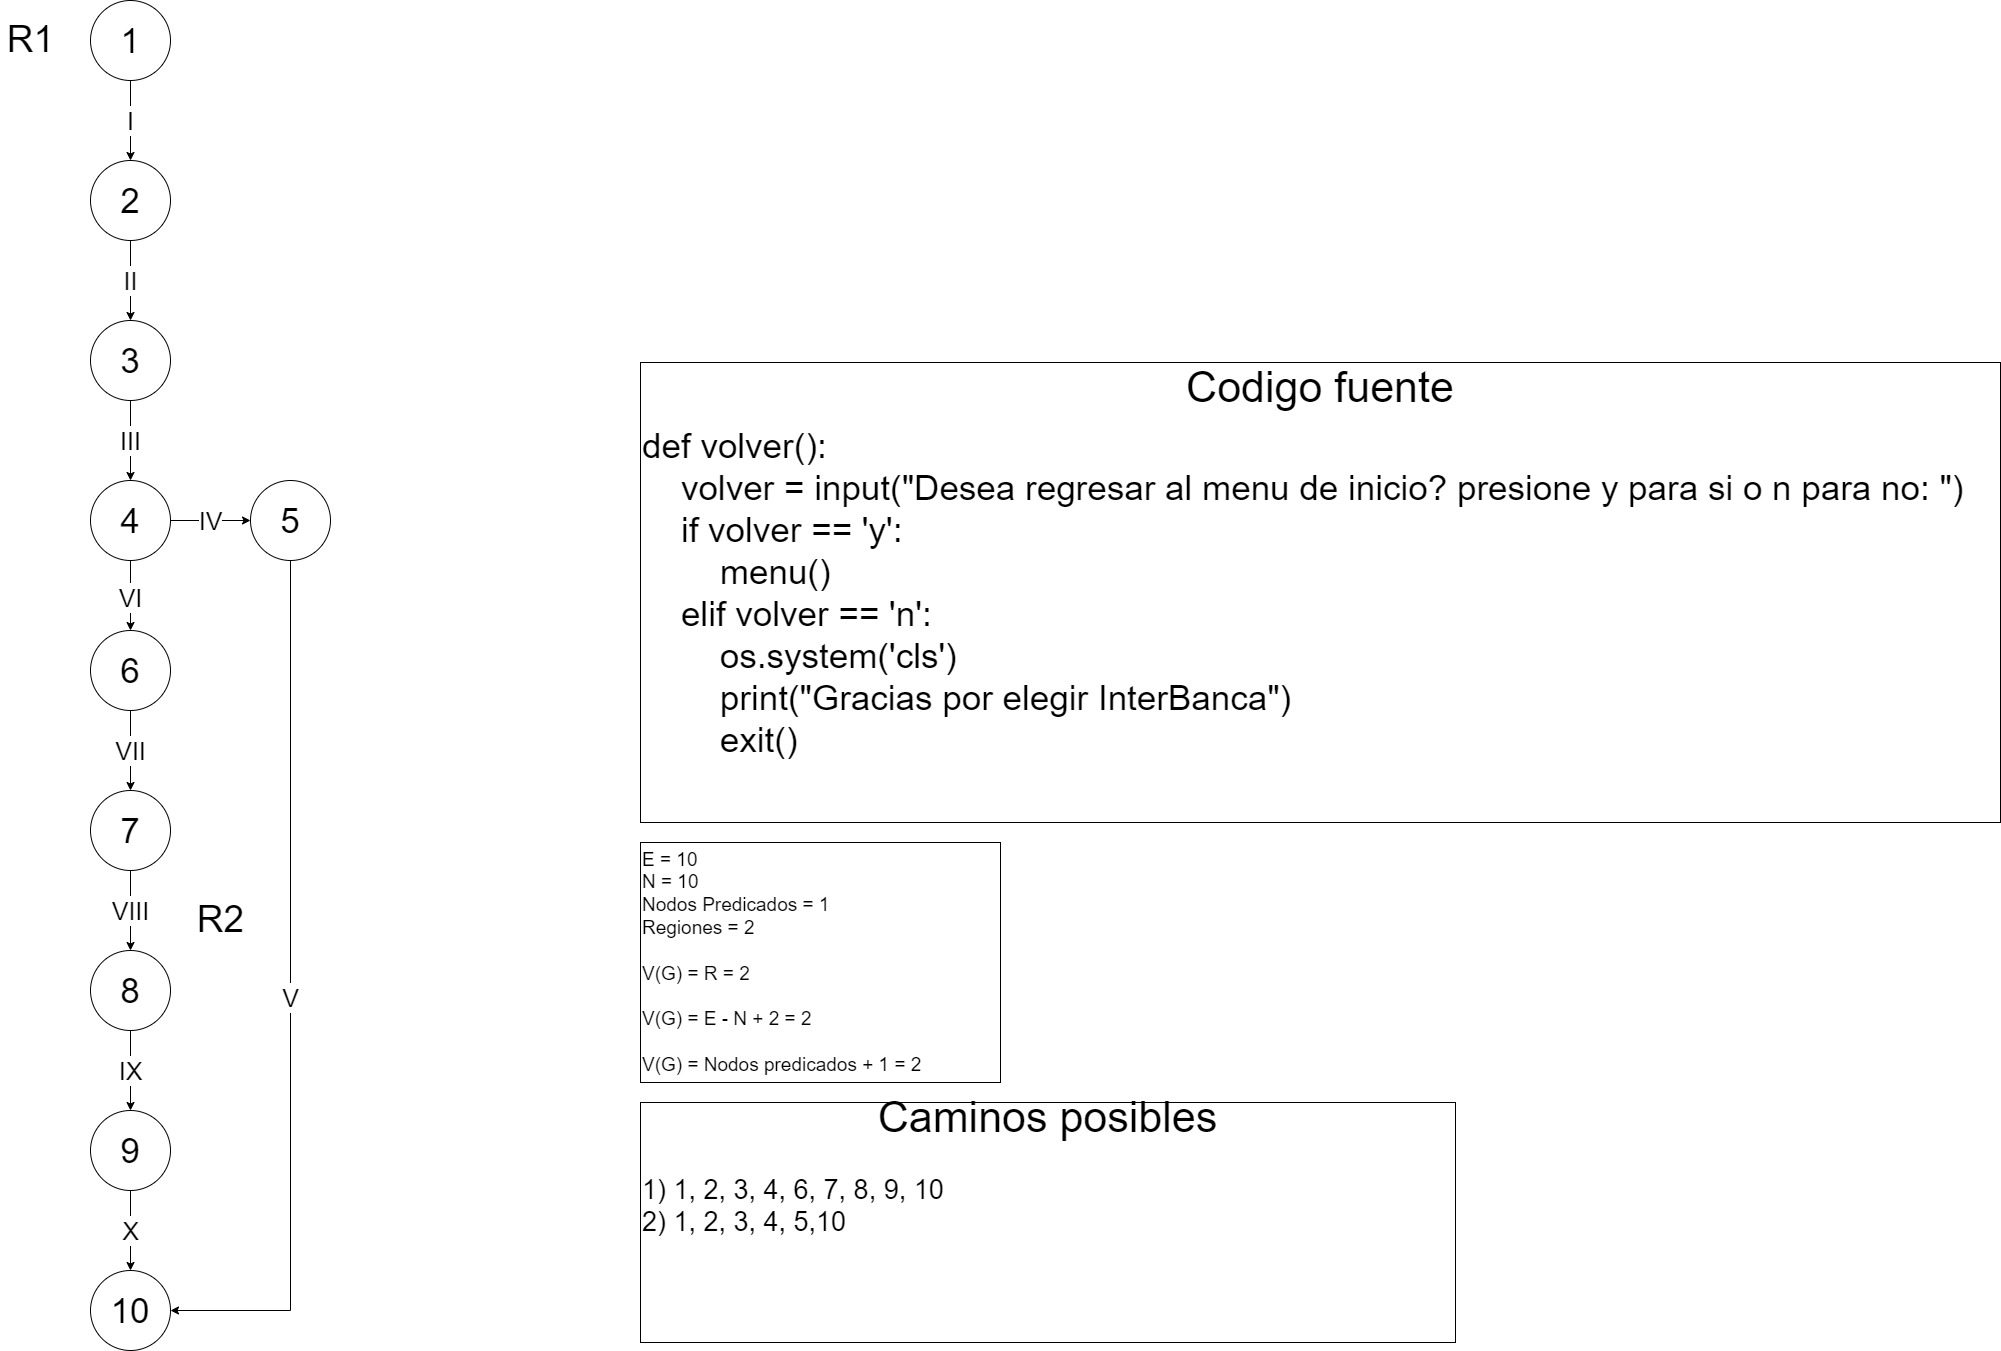 R1
1
I
2
II
3
III
4
IV
5
VI
6
VII
7
VIII
R2
8
V
IX
9
X
10
Codigo fuente
def volver():
    volver = input("Desea regresar al menu de inicio? presione y para si o n para no: ")
    if volver == 'y':
        menu()
    elif volver == 'n':
        os.system('cls')
        print("Gracias por elegir InterBanca")
        exit()
E = 10
N = 10
Nodos Predicados = 1
Regiones = 2
V(G) = R = 2
V(G) = E - N + 2 = 2
V(G) = Nodos predicados + 1 = 2
Caminos posibles
1) 1, 2, 3, 4, 6, 7, 8, 9, 10
2) 1, 2, 3, 4, 5,10